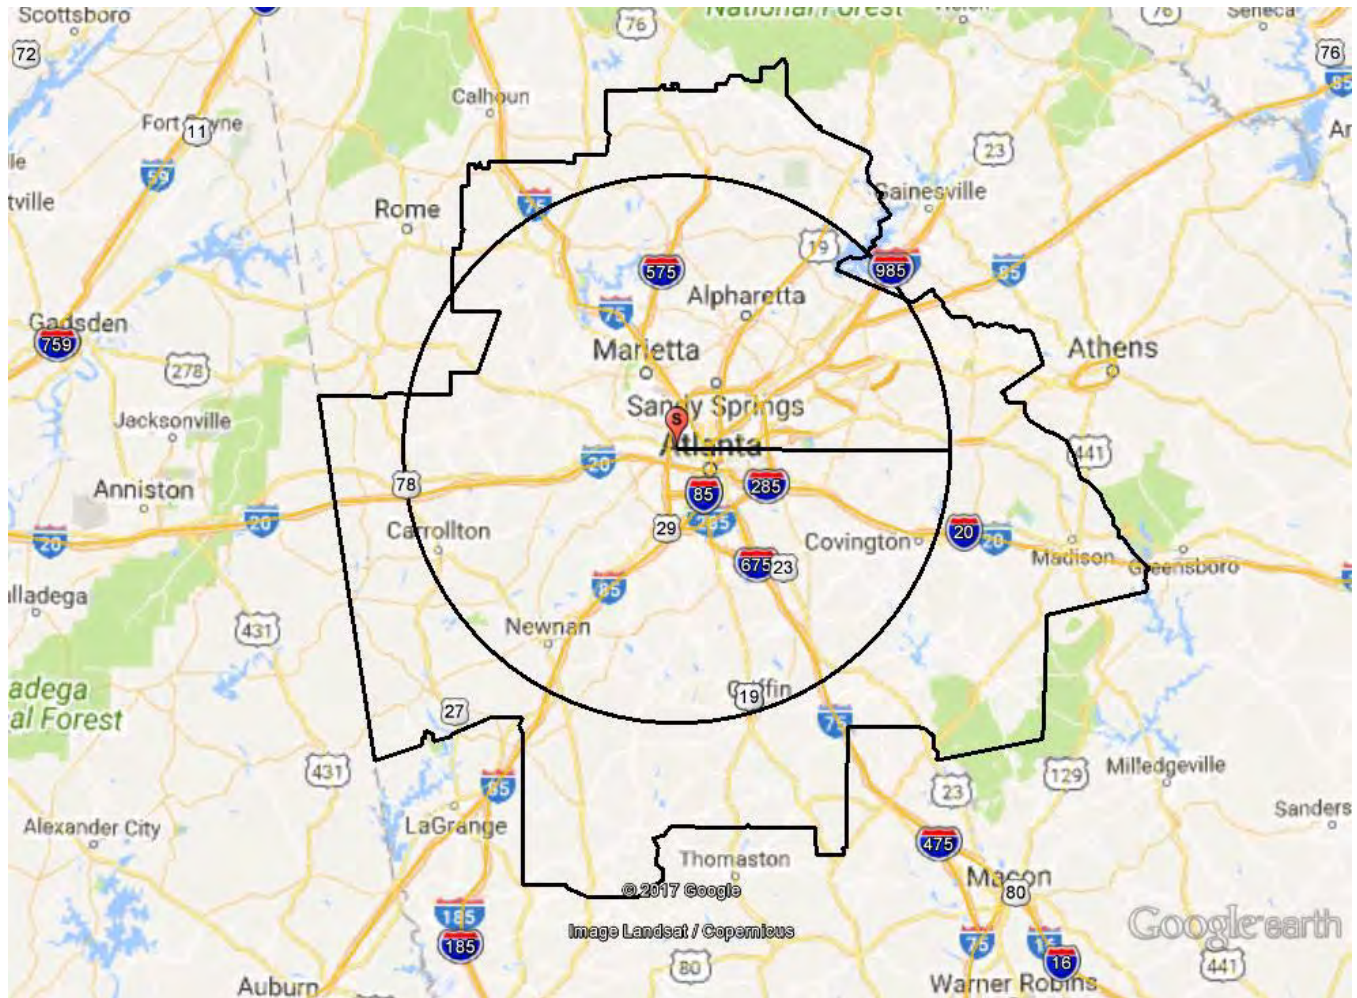 Scottsboro
76
National Forest
76
Seneca
72
76
85
Calhoun
Fort Payne
11
59
23
Gainesville
75
Rome
19
575
985
85
Alpharetta
75
Gadsden
759
Marietta
Athens
278
Sandy Springs
Jacksonville
S
Atlanta
441
20
78
285
Anniston
85
20
29
285
20
20
Carrollton
Covington
20
Madison
Greensboro
675
23
85
Talladega
431
Newnan
Griffin
19
27
75
431
129
Milledgeville
85
23
Sanders
Alexander City
LaGrange
475
Thomaston
Macon
80
© 2017 Google
185
Image Landsat / Copernicus
Google earth
185
75
16
16
80
441
Auburn
Warner Robins